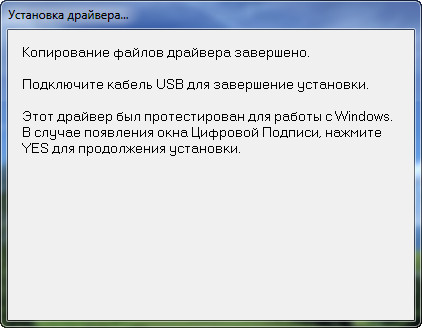 Установка драйвера...
Копирование файлов драйвера завершено.
Подключите кабель USB для завершение установки.
Этот драйвер был протестирован для работы с Windows.
В случае появления окна Цифровой Подписи, нажмите
YES для продолжения установки.